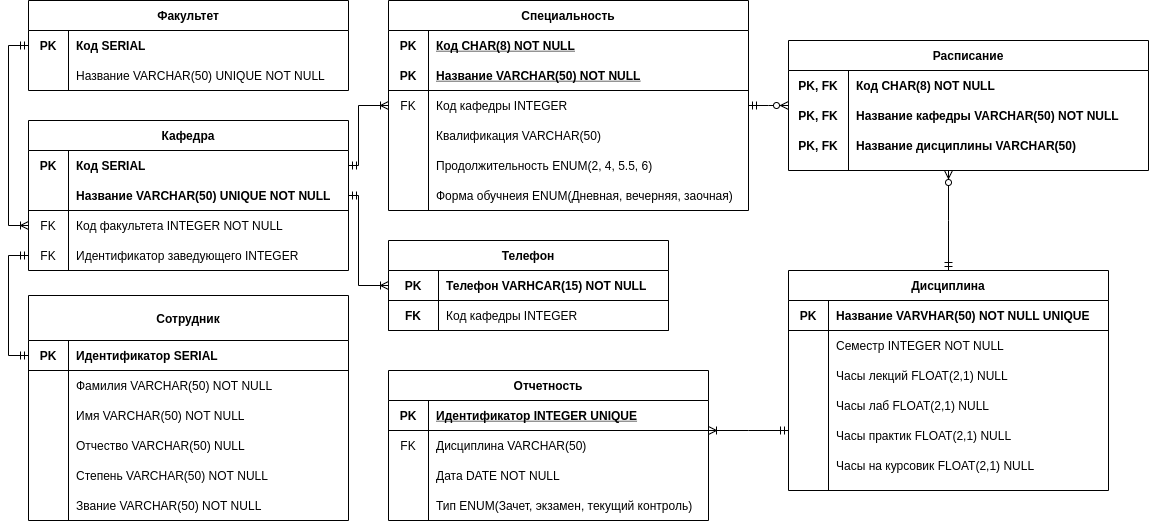 Факультет
PK Код SERIAL
Название VARCHAR(50) UNIQUE NOT NULL
Кафедра
PK Код SERIAL
Название VARCHAR(50) UNIQUE NOT NULL
FK Код факультета INTEGER NOT NULL
FK Идентификатор заведующего INTEGER
Сотрудник
PK Идентификатор SERIAL
Фамилия VARCHAR(50) NOT NULL
Имя VARCHAR(50) NOT NULL
Отчество VARCHAR(50) NULL
Степень VARCHAR(50) NOT NULL
Звание VARCHAR(50) NOT NULL
Специальность
PK Код CHAR(8) NOT NULL
PK Название VARCHAR(50) NOT NULL
FK Код кафедры INTEGER
Квалификация VARCHAR(50)
Продолжительность ENUM(2, 4, 5.5, 6)
Форма обучнеия ENUM(Дневная, вечерняя, заочная)
Телефон
PK Телефон VARHCAR(15) NOT NULL
FK Код кафедры INTEGER
Отчетность
PK Идентификатор INTEGER UNIQUE
FK Дисциплина VARCHAR(50)
Дата DATE NOT NULL
Тип ENUM(Зачет, экзамен, текущий контроль)
Расписание
PK, FK Код CHAR(8) NOT NULL
PK, FK Название кафедры VARCHAR(50) NOT NULL
PK, FK Название дисциплины VARCHAR(50)
Дисциплина
PK Название VARVHAR(50) NOT NULL UNIQUE
Семестр INTEGER NOT NULL
Часы лекций FLOAT(2,1) NULL
Часы лаб FLOAT(2,1) NULL
Часы практик FLOAT(2,1) NULL
Часы на курсовик FLOAT(2,1) NULL